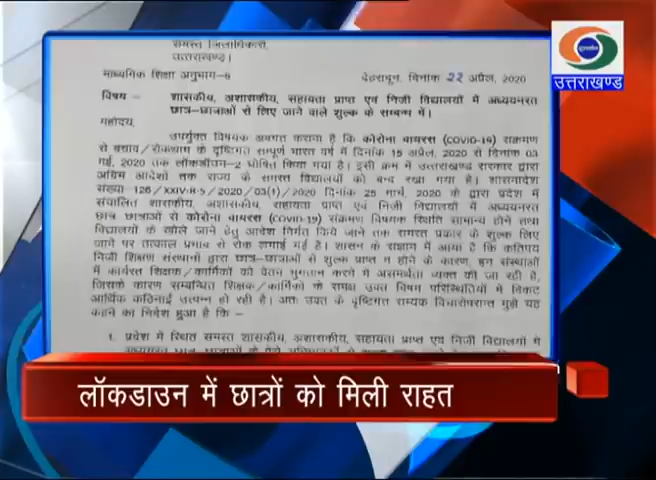 समस्त जिलाधिकारी,
उत्तराखण्ड।
माध्यमिक शिक्षा अनुभाग-5 देहरादून, दिनांक 22 अप्रैल, 2020
विषय – शासकीय, अशासकीय, सहायता प्राप्त एवं निजी विद्यालयों में अध्ययनरत
छात्र-छात्राओं से लिए जाने वाले शुल्क के सम्बन्ध में।
महोदय,
उपर्युक्त विषयक अवगत कराना है कि कोरोना वायरस (COVID-19) संक्रमण
से बचाव/रोकथाम के दृष्टिगत सम्पूर्ण भारत वर्ष में दिनांक 15 अप्रैल, 2020 से दिनांक 03
मई, 2020 तक लॉकडाउन-2 घोषित किया गया है। इसी क्रम में उत्तराखण्ड सरकार द्वारा
अग्रिम आदेशों तक राज्य के समस्त विद्यालयों को बन्द रखा गया है। शासनादेश
संख्या-126/XXIV-B-5/2020/03(1)/2020 दिनांक 25 मार्च, 2020 के द्वारा प्रदेश में
संचालित शासकीय, अशासकीय, सहायता प्राप्त एवं निजी विद्यालयों में अध्ययनरत
छात्र छात्राओं से कोरोना वायरस (COVID-19) संक्रमण विषयक स्थिति सामान्य होने तथा
विद्यालयों के खोले जाने हेतु आदेश निर्गत किये जाने तक समस्त प्रकार के शुल्क लिए
जाने पर तत्काल प्रभाव से रोक लगाई गई है। शासन के संज्ञान में आया है कि कतिपय
निजी शिक्षण संस्थानों द्वारा छात्र-छात्राओं से शुल्क प्राप्त न होने के कारण, इन संस्थाओं
में कार्यरत शिक्षक/कार्मिकों को वेतन भुगतान करने में असमर्थता व्यक्त की जा रही है,
जिसके कारण सम्बन्धित शिक्षक/कार्मिकों के समक्ष उक्त विषम परिस्थितियों में विकट
आर्थिक कठिनाई उत्पन्न हो रही है। अतः उक्त के दृष्टिगत सम्यक विचारोपरान्त मुझे यह
कहने का निर्देश हुआ है कि –
1. प्रदेश में स्थित समस्त शासकीय, अशासकीय, सहायता प्राप्त एवं निजी विद्यालयों में
लॉकडाउन में छात्रों को मिली राहत
उत्तराखण्ड